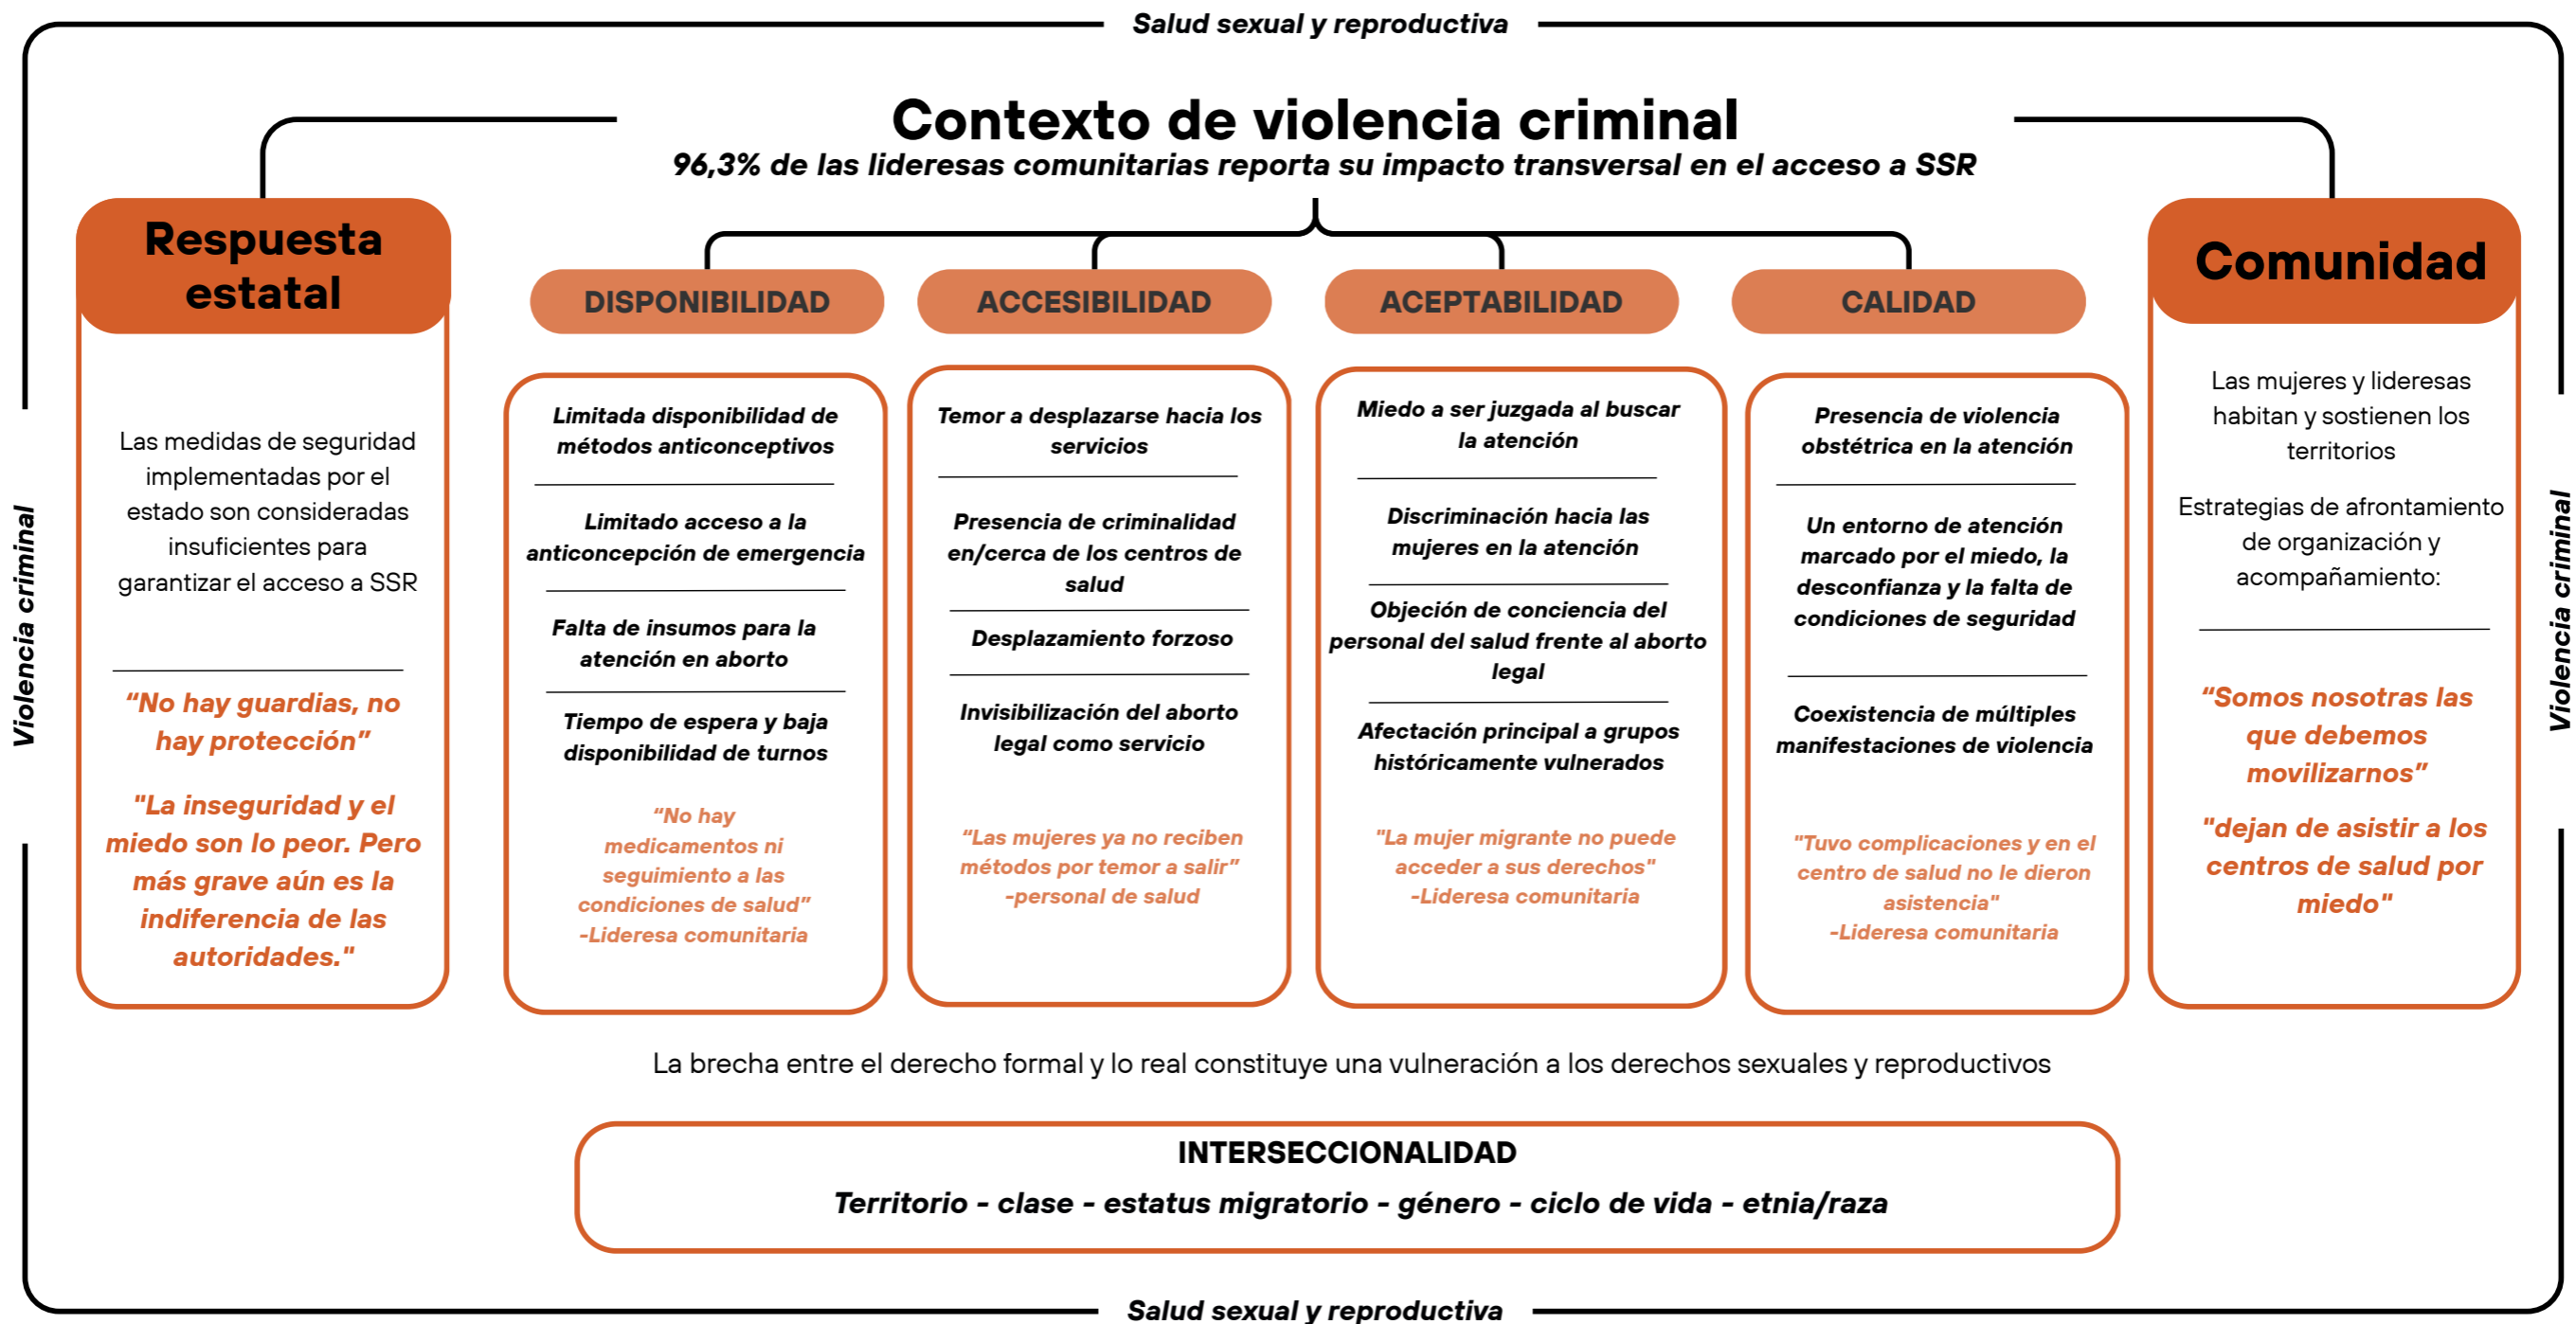 Salud sexual y reproductiva
Contexto de violencia criminal
96,3% de las lideresas comunitarias reporta su impacto transversal en el acceso a SSR
Violencia criminal
Respuesta
estatal
Las medidas de seguridad
implementadas por el
estado son consideradas
insuficientes para
garantizar el acceso a SSR
“No hay guardias, no
hay protección”
"La inseguridad y el
miedo son lo peor. Pero
más grave aún es la
indiferencia de las
autoridades."
DISPONIBILIDAD
Limitada disponibilidad de
métodos anticonceptivos
Limitado acceso a la
anticoncepción de emergencia
Falta de insumos para la
atención en aborto
Tiempo de espera y baja
disponibilidad de turnos
“No hay
medicamentos ni
seguimiento a las
condiciones de salud”
-Lideresa comunitaria
ACCESIBILIDAD
Temor a desplazarse hacia los
servicios
Presencia de criminalidad
en/cerca de los centros de
salud
Desplazamiento forzoso
Invisibilización del aborto
legal como servicio
“Las mujeres ya no reciben
métodos por temor a salir”
-personal de salud
ACEPTABILIDAD
Miedo a ser juzgada al buscar
la atención
Discriminación hacia las
mujeres en la atención
Objeción de conciencia del
personal del salud frente al aborto
legal
Afectación principal a grupos
históricamente vulnerados
"La mujer migrante no puede
acceder a sus derechos"
-Lideresa comunitaria
CALIDAD
Presencia de violencia
obstétrica en la atención
Un entorno de atención
marcado por el miedo, la
desconfianza y la falta de
condiciones de seguridad
Coexistencia de múltiples
manifestaciones de violencia
"Tuvo complicaciones y en el
centro de salud no le dieron
asistencia"
-Lideresa comunitaria
Comunidad
Las mujeres y lideresas
habitan y sostienen los
territorios
Estrategias de afrontamiento
de organización y
acompañamiento:
“Somos nosotras las
que debemos
movilizarnos”
"dejan de asistir a los
centros de salud por
miedo"
Violencia criminal
La brecha entre el derecho formal y lo real constituye una vulneración a los derechos sexuales y reproductivos
INTERSECCIONALIDAD
Territorio - clase - estatus migratorio - género - ciclo de vida - etnia/raza
Salud sexual y reproductiva